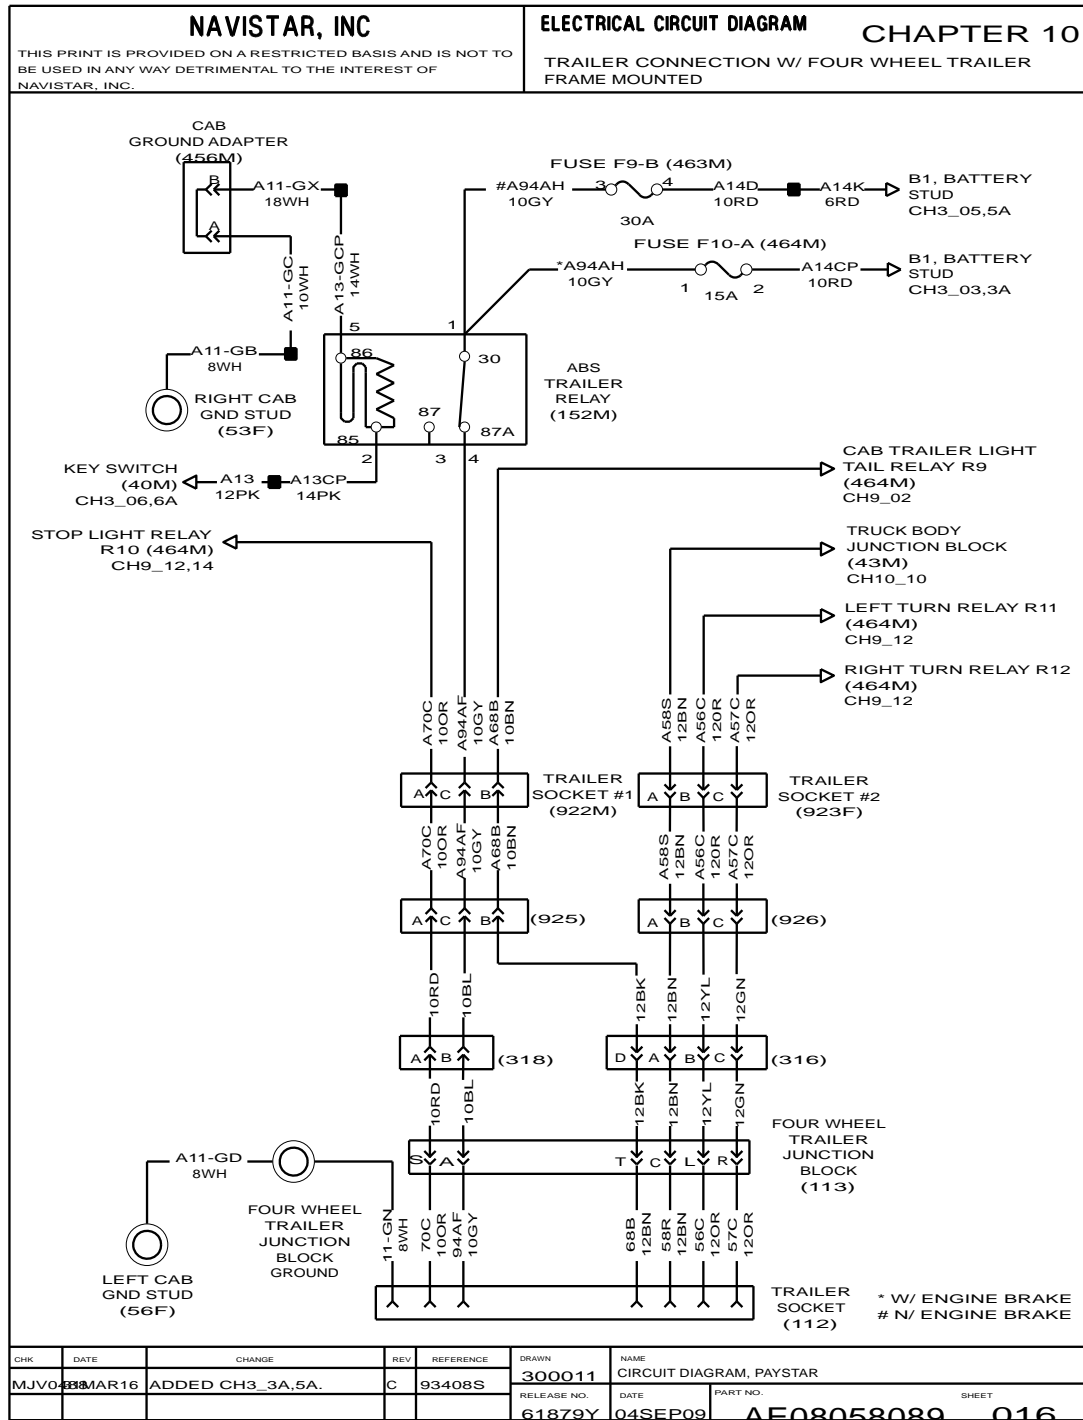 NAVISTAR, INC
THIS PRINT IS PROVIDED ON A RESTRICTED BASIS AND IS NOT TO
BE USED IN ANY WAY DETRIMENTAL TO THE INTEREST OF
NAVISTAR, INC.
ELECTRICAL CIRCUIT DIAGRAM
CHAPTER 10
TRAILER CONNECTION W/ FOUR WHEEL TRAILER
FRAME MOUNTED
CAB
GROUND ADAPTER
(456M)
B
A
A11-GX
18WH
A11-GC
10WH
A13-GCP
14WH
A11-GB
8WH
RIGHT CAB
GND STUD
(53F)
#A94AH
10GY
FUSE F9-B (463M)
3
4
30A
A14D
10RD
A14K
6RD
B1, BATTERY
STUD
CH3_05,5A
*A94AH
10GY
FUSE F10-A (464M)
1
15A
2
A14CP
10RD
B1, BATTERY
STUD
CH3_03,3A
5
1
86
30
87
87A
85
2
3
4
ABS
TRAILER
RELAY
(152M)
KEY SWITCH
(40M)
CH3_06,6A
A13
12PK
A13CP
14PK
STOP LIGHT RELAY
R10 (464M)
CH9_12,14
CAB TRAILER LIGHT
TAIL RELAY R9
(464M)
CH9_02
TRUCK BODY
JUNCTION BLOCK
(43M)
CH10_10
LEFT TURN RELAY R11
(464M)
CH9_12
RIGHT TURN RELAY R12
(464M)
CH9_12
A70C
10OR
A94AF
10GY
A68B
10BN
A58S
12BN
A56C
12OR
A57C
12OR
A C B
TRAILER
SOCKET #1
(922M)
A B C
TRAILER
SOCKET #2
(923F)
A70C
10OR
A94AF
10GY
A68B
10BN
A58S
12BN
A56C
12OR
A57C
12OR
A C B
(925)
A B C
(926)
10RD
10BL
12BK
12BN
12YL
12GN
A B
(318)
D A B C
(316)
10RD
10BL
12BK
12BN
12YL
12GN
S A T C L R
FOUR WHEEL
TRAILER
JUNCTION
BLOCK
(113)
A11-GD
8WH
FOUR WHEEL
TRAILER
JUNCTION
BLOCK
GROUND
LEFT CAB
GND STUD
(56F)
11-GN
8WH
70C
10OR
94AF
10GY
68B
12BN
58R
12BN
56C
12OR
57C
12OR
TRAILER
SOCKET
(112)
* W/ ENGINE BRAKE
# N/ ENGINE BRAKE
CHK DATE CHANGE REV REFERENCE
MAR16 ADDED CH3_3A,5A. C 93408S
DRAWN
300011
NAME
CIRCUIT DIAGRAM, PAYSTAR
RELEASE NO.
61879Y
DATE
04SEP09
PART NO.
AE08058089
SHEET
016